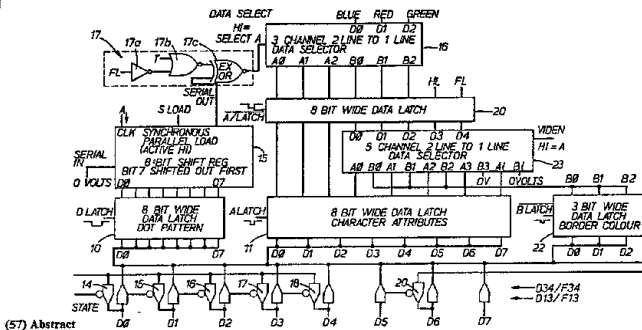 DATA SELECT
BLUE RED GREEN
HI=
SELECT A
D0 D1 D2
3 CHANNEL 2 LINE TO 1 LINE
DATA SELECTOR
16
A0 A1 A2 B0 B1 B2
17
17a
17b
17c
FL
T
EX
OR
SERIAL
OUT
HL FL
A/LATCH
8 BIT WIDE DATA LATCH
20
A
S LOAD
CLK SYNCHRONOUS
PARALLEL LOAD
(ACTIVE HI)
8-BIT SHIFT REG
BIT 7 SHIFTED OUT FIRST
15
SERIAL
IN
0 VOLTS
D0 D7
D0 D1 D2 D3 D4
5 CHANNEL 2 LINE TO 1 LINE
DATA SELECTOR
VIDEN
HI=A
23
A0 B0 A1 B1 A2 B2 A3 B3 A1 B1
0V 0VOLTS
B0 B1 B2
D LATCH
8 BIT WIDE
DATA LATCH
DOT PATTERN
10
D0 D7
A LATCH
8 BIT WIDE DATA LATCH
CHARACTER ATTRIBUTES
11
D0 D1 D2 D3 D4 D5 D6 D7
B LATCH
3 BIT WIDE
DATA LATCH
BORDER COLOUR
22
D0 D1 D2
14 15 16 17 18 20
STATE
D0 D1 D2 D3 D4 D5 D6 D7
D34/F34
D13/F13
(57) Abstract